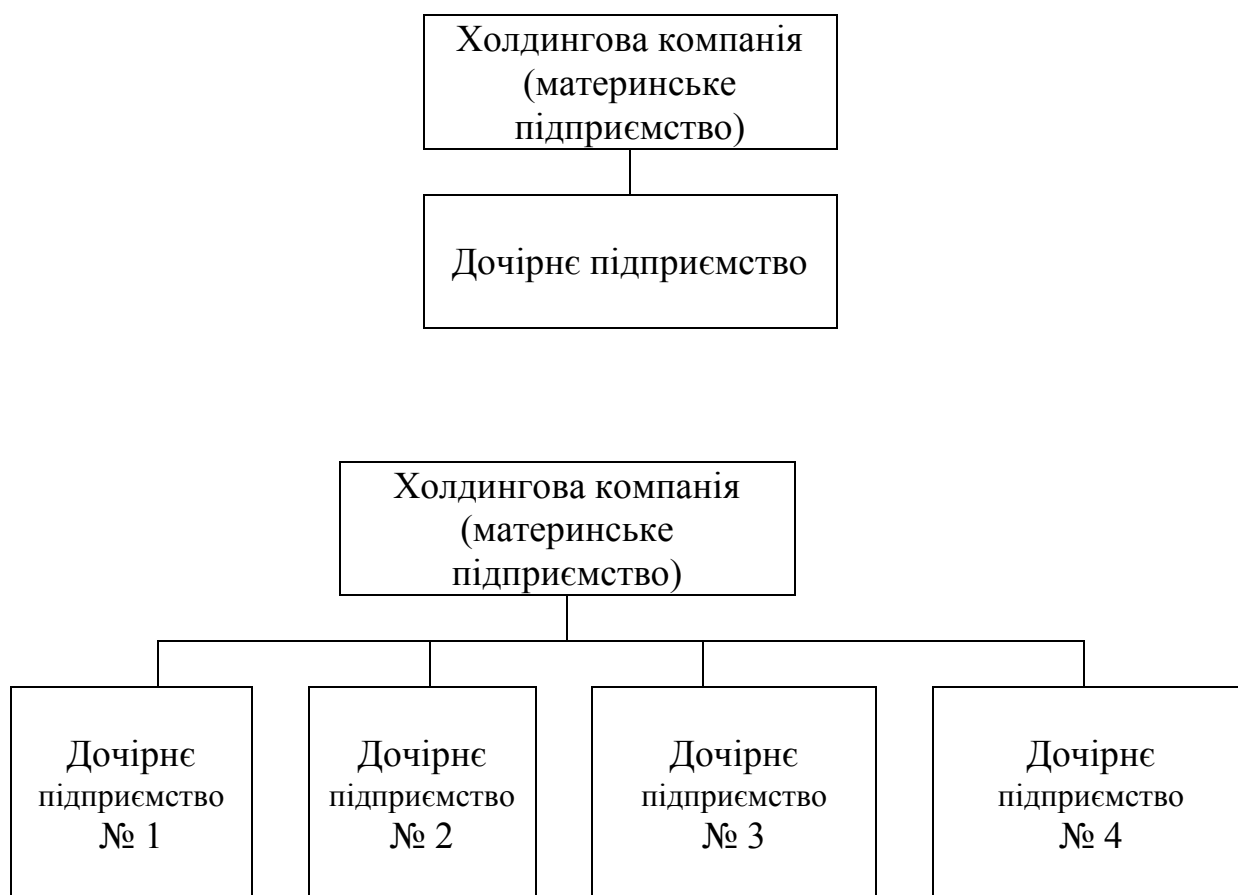 Холдингова компанія
(материнське
підприємство)
Дочірнє підприємство
Холдингова компанія
(материнське
підприємство)
Дочірнє
підприємство
№ 1
Дочірнє
підприємство
№ 2
Дочірнє
підприємство
№ 3
Дочірнє
підприємство
№ 4